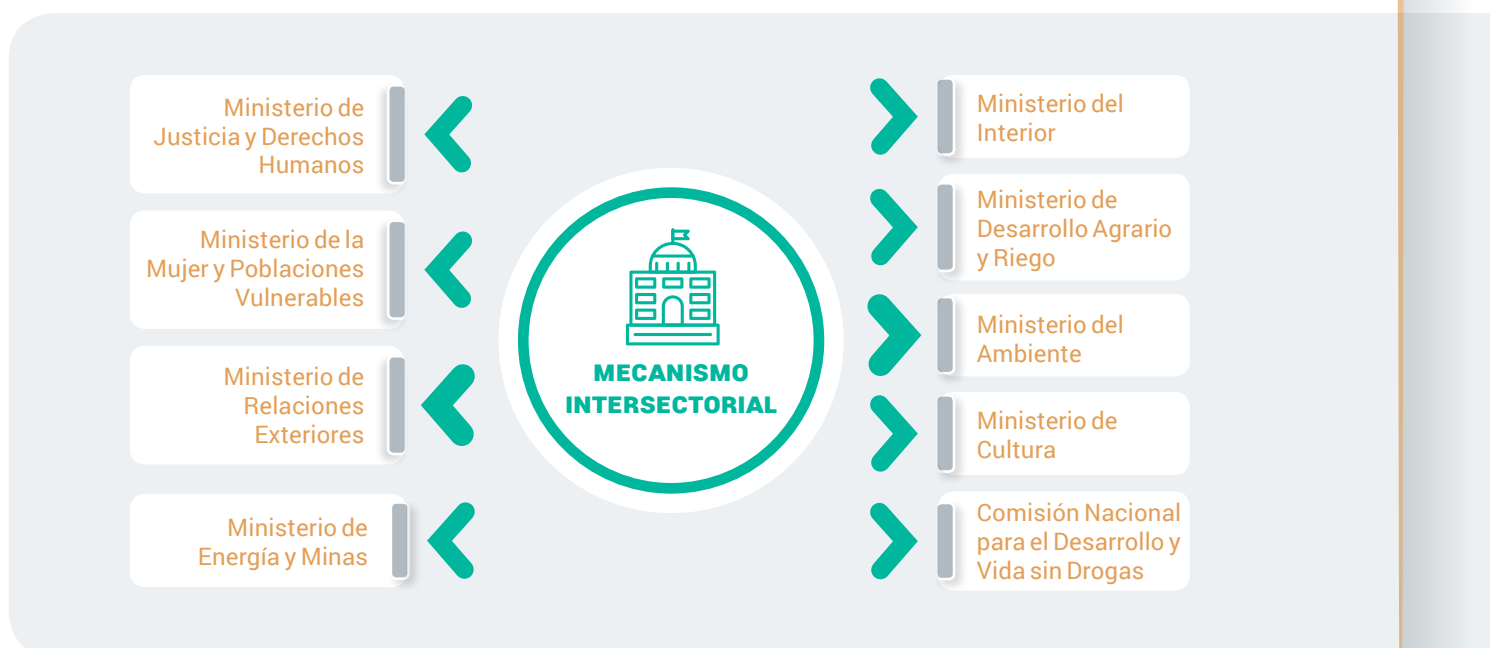 Ministerio de
Justicia y Derechos
Humanos
Ministerio de la
Mujer y Poblaciones
Vulnerables
Ministerio de
Relaciones
Exteriores
Ministerio de
Energía y Minas
MECANISMO
INTERSECTORIAL
Ministerio del
Interior
Ministerio de
Desarrollo Agrario
y Riego
Ministerio del
Ambiente
Ministerio de
Cultura
Comisión Nacional
para el Desarrollo y
Vida sin Drogas